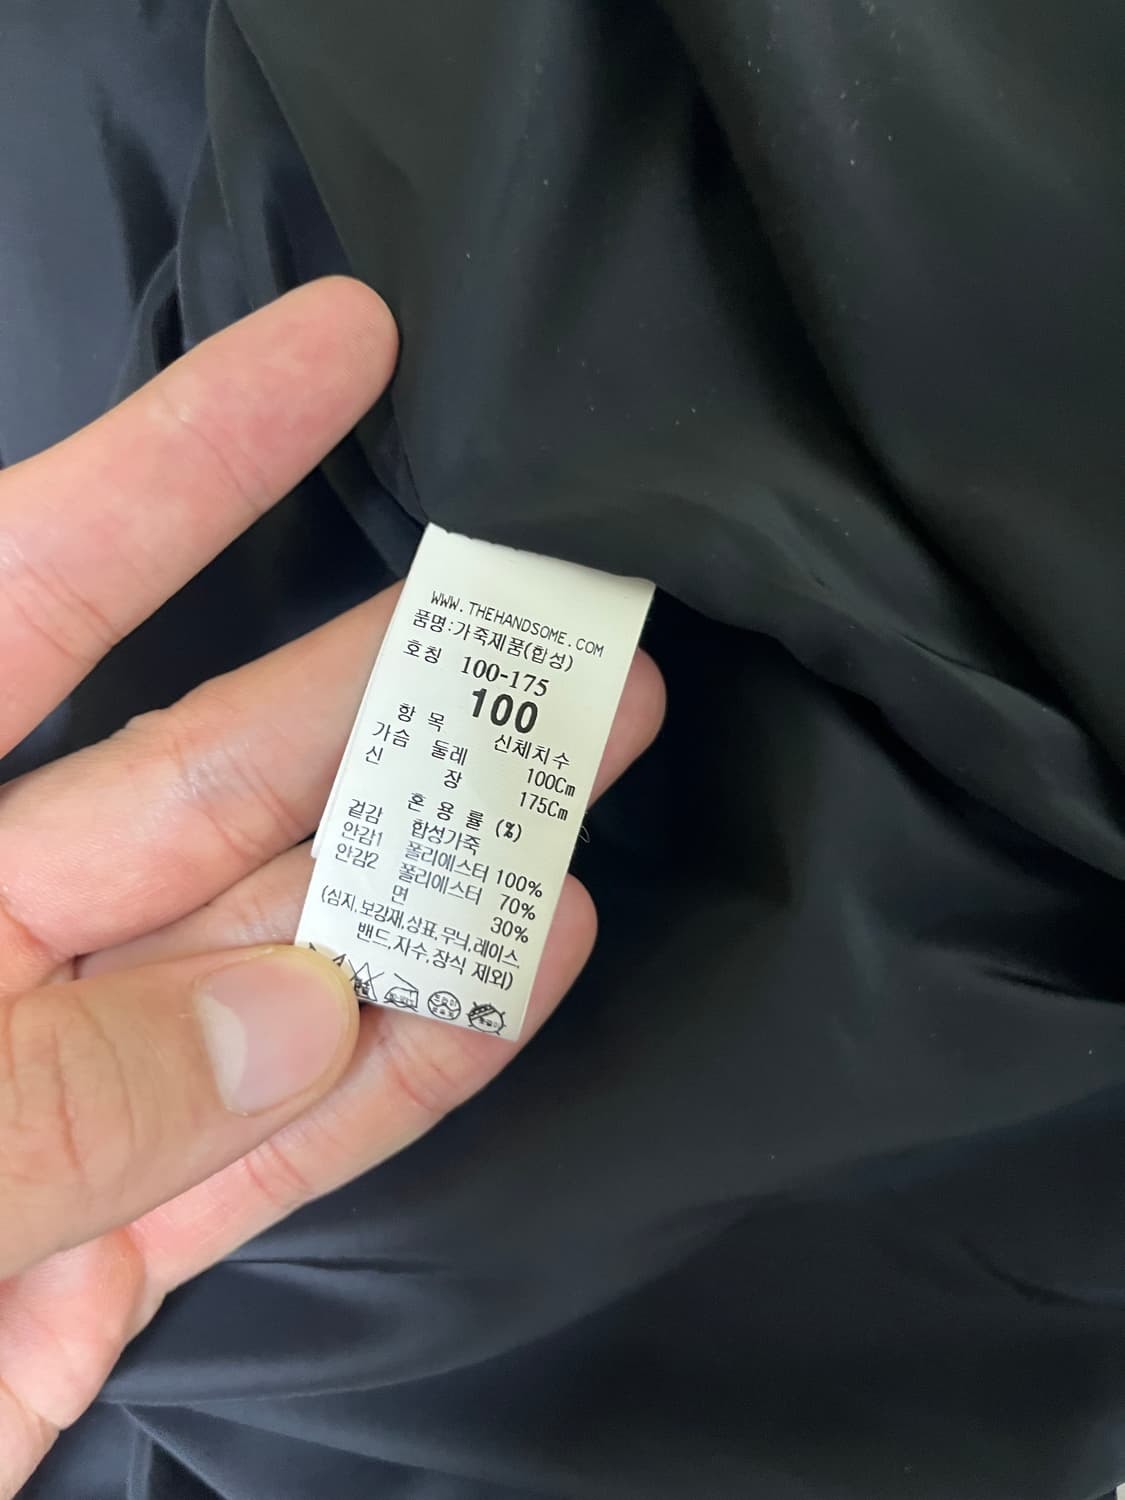 WWW.THEHANDSOME.COM
품명:가죽제품(합성)
호칭 100-175
100
항 목 신체치수
가슴 둘레 100Cm
신 장 175Cm
혼 용 률 (%)
겉감 합성가죽
안감1 폴리에스터 100%
안감2 폴리에스터 70%
면 30%
(심지,보강재,상표,무늬,레이스,
밴드,자수,장식 제외)